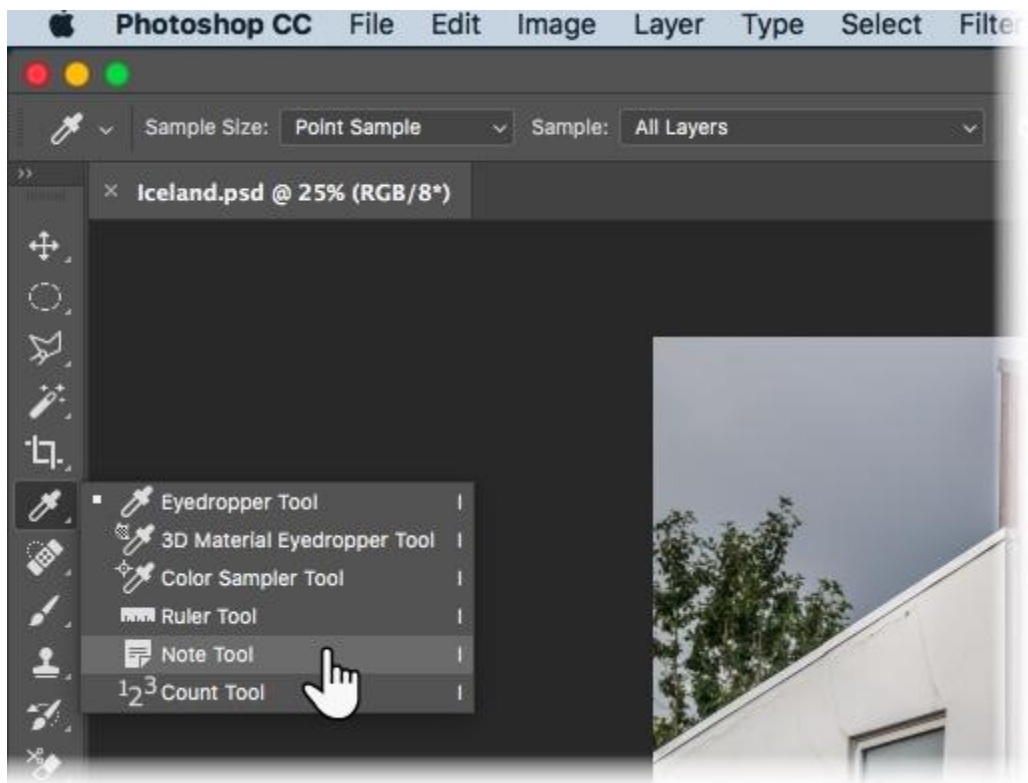 Photoshop CC File Edit Image Layer Type Select Filter
Sample Size: Point Sample Sample: All Layers
× Iceland.psd @ 25% (RGB/8*)
Eyedropper Tool I
3D Material Eyedropper Tool I
Color Sampler Tool I
Ruler Tool I
Note Tool I
Count Tool I